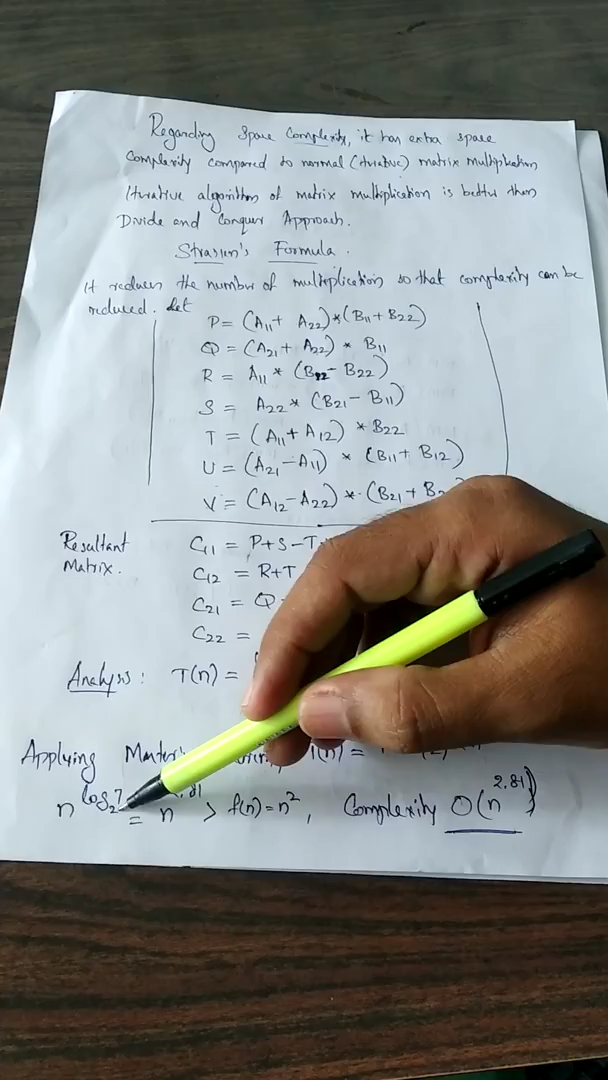 Regarding Space Complexity, it has extra space
Complexity compared to normal (iterative) matrix multiplication
Iterative algorithm of matrix multiplication is better than
Divide and Conquer Approach.
Strassen's Formula.
It reduces the number of multiplication so that complexity can be
reduced. Let
P = (A11 + A22) * (B11 + B22)
Q = (A21 + A22) * B11
R = A11 * (B12 - B22)
S = A22 * (B21 - B11)
T = (A11 + A12) * B22
U = (A21 - A11) * (B11 + B12)
V = (A12 - A22) * (B21 + B
Resultant Matrix.
C11 = P+S-T
C12 = R+T
C21 = Q
C22 =
Analysis: T(n) =
Applying Master's T(n) =
n log2 7 = n 2.81 > f(n) = n2, Complexity O(n 2.81)